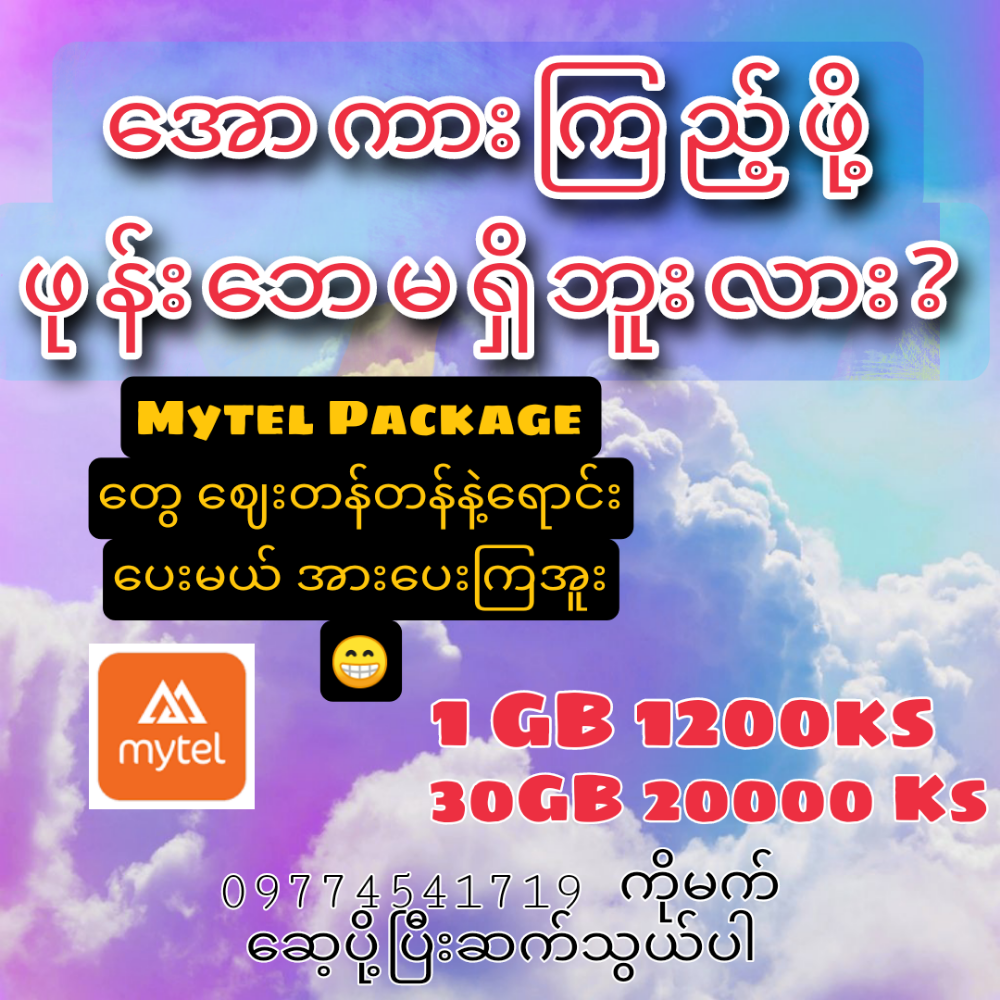 အောကားကြည့်ဖို့
ဖုန်းဘေမရှိဘူးလား?
Mytel Package
တွေ ဈေးတန်တန်နဲ့ရောင်း
ပေးမယ် အားပေးကြအူး
😁
mytel
1 GB 1200KS
30GB 20000 Ks
09774541719 ကိုမက်
ဆေ့ပို့ပြီးဆက်သွယ်ပါ